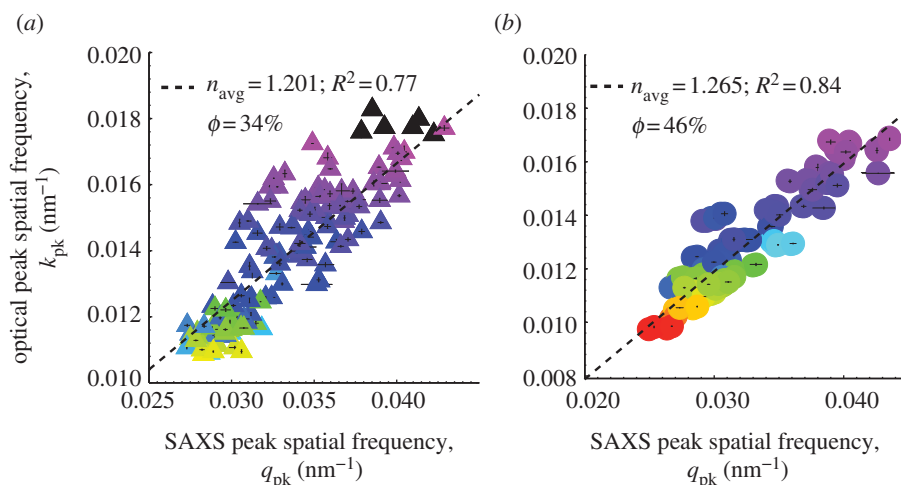 (a)
(b)
0.020
n_avg = 1.201; R² = 0.77
ϕ = 34%
0.018
0.016
0.014
0.012
0.010
0.025
0.030
0.035
0.040
optical peak spatial frequency,
k_pk (nm⁻¹)
SAXS peak spatial frequency,
q_pk (nm⁻¹)
0.020
n_avg = 1.265; R² = 0.84
ϕ = 46%
0.018
0.016
0.014
0.012
0.010
0.008
0.020
0.030
0.040
SAXS peak spatial frequency,
q_pk (nm⁻¹)